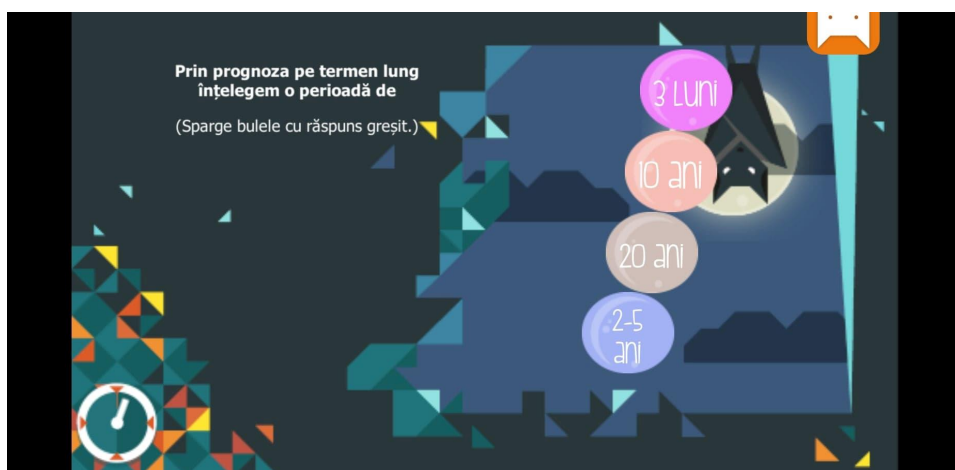 Prin prognoza pe termen lung
înțelegem o perioadă de
(Sparge bulele cu răspuns greșit.)
3 Luni
10 ani
20 ani
2-5
ani